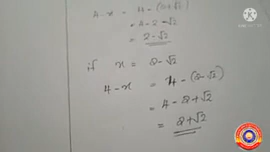 4-x = 4-(2+√2)
= 4-2-√2
= 2-√2
if x = 2-√2
4-x = 4-(2-√2)
= 4-2+√2
= 2+√2